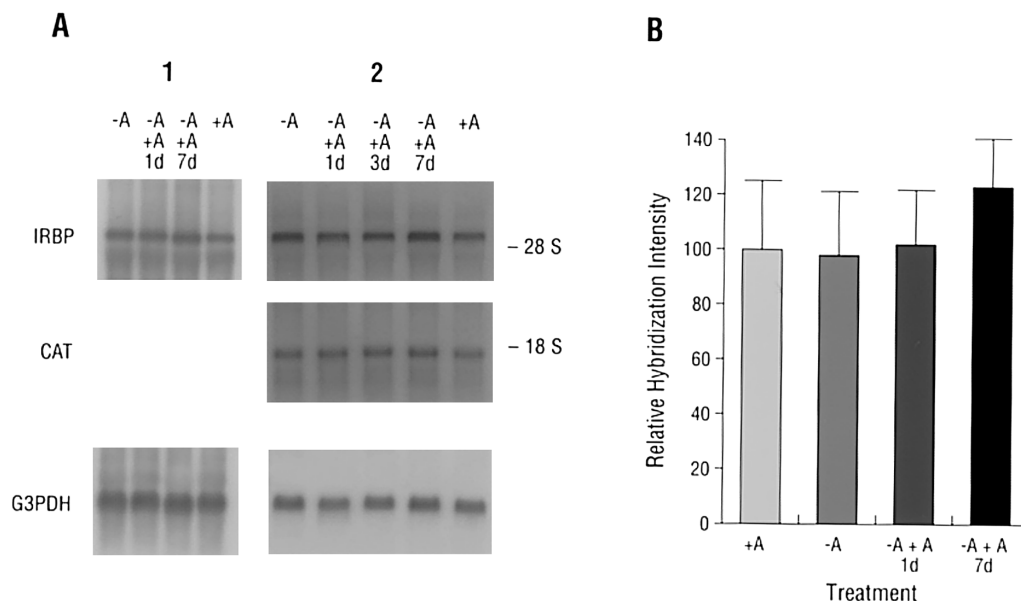 A
1
2
-A -A -A +A
+A +A
1d 7d
-A -A -A -A +A
+A +A +A
1d 3d 7d
IRBP
– 28 S
CAT
– 18 S
G3PDH
B
Relative Hybridization Intensity
140
120
100
80
60
40
20
0
+A -A -A + A -A + A
1d 7d
Treatment